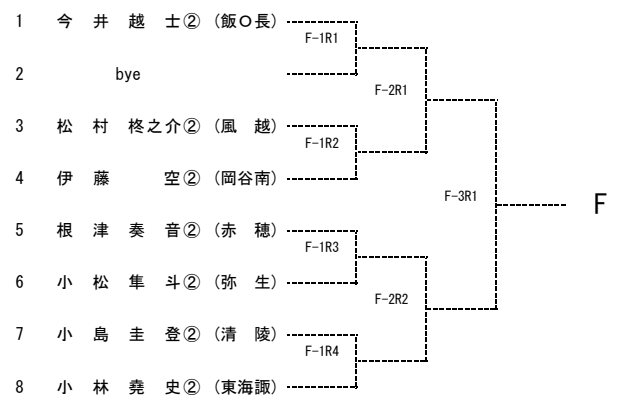 1 今 井 越 士② (飯O長)
F-1R1
2 bye
F-2R1
3 松 村 柊之介② (風 越)
F-1R2
4 伊 藤 空② (岡谷南)
F-3R1
F
5 根 津 奏 音② (赤 穂)
F-1R3
6 小 松 隼 斗② (弥 生)
F-2R2
7 小 島 圭 登② (清 陵)
F-1R4
8 小 林 堯 史② (東海諏)